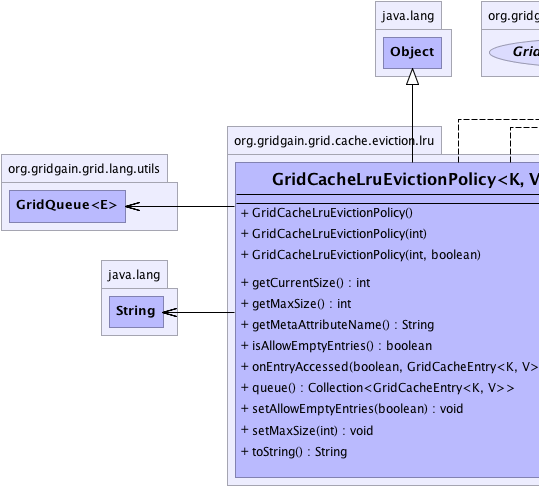 java.lang
Object
org.gridg
Grid
org.gridgain.grid.cache.eviction.lru
GridCacheLruEvictionPolicy<K, V
org.gridgain.grid.lang.utils
GridQueue<E>
java.lang
String
+ GridCacheLruEvictionPolicy()
+ GridCacheLruEvictionPolicy(int)
+ GridCacheLruEvictionPolicy(int, boolean)
+ getCurrentSize() : int
+ getMaxSize() : int
+ getMetaAttributeName() : String
+ isAllowEmptyEntries() : boolean
+ onEntryAccessed(boolean, GridCacheEntry<K, V>
+ queue() : Collection<GridCacheEntry<K, V>>
+ setAllowEmptyEntries(boolean) : void
+ setMaxSize(int) : void
+ toString() : String